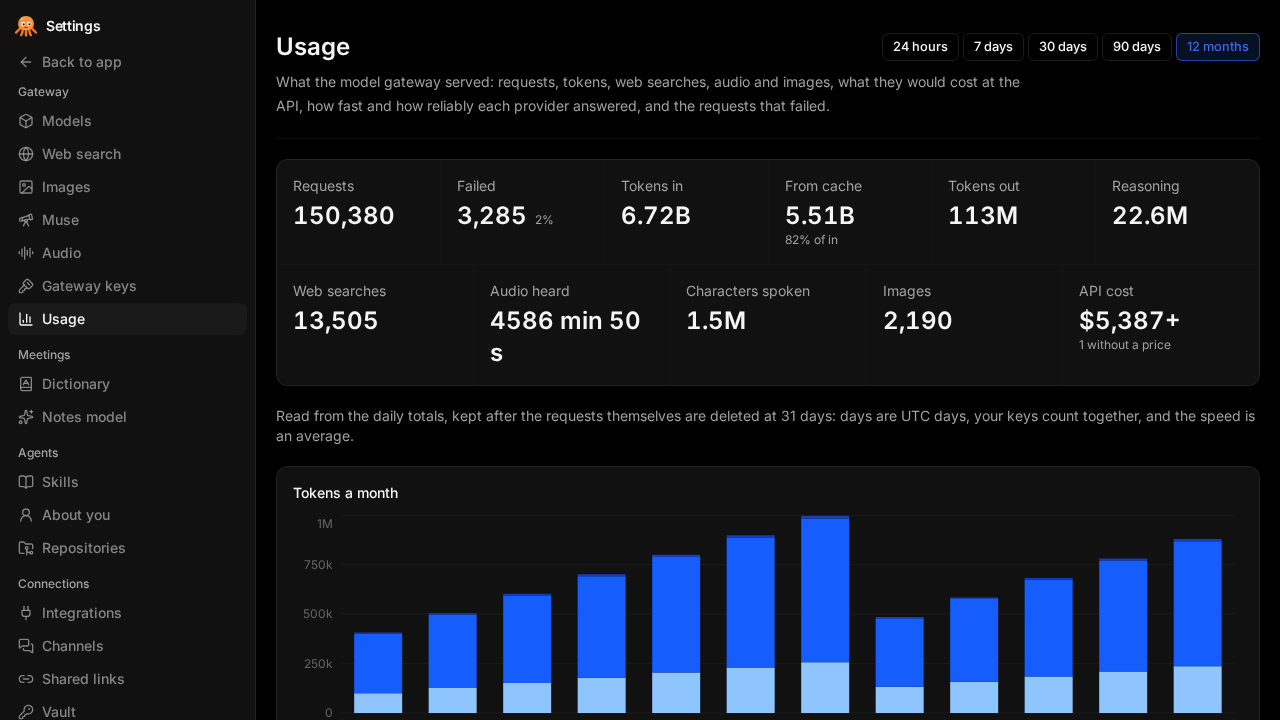 Settings
Back to app
Gateway
Models
Web search
Images
Muse
Audio
Gateway keys
Usage
Meetings
Dictionary
Notes model
Agents
Skills
About you
Repositories
Connections
Integrations
Channels
Shared links
Vault
Usage
24 hours
7 days
30 days
90 days
12 months
What the model gateway served: requests, tokens, web searches, audio and images, what they would cost at the
API, how fast and how reliably each provider answered, and the requests that failed.
Requests
150,380
Failed
3,285 2%
Tokens in
6.72B
From cache
5.51B
82% of in
Tokens out
113M
Reasoning
22.6M
Web searches
13,505
Audio heard
4586 min 50
s
Characters spoken
1.5M
Images
2,190
API cost
$5,387+
1 without a price
Read from the daily totals, kept after the requests themselves are deleted at 31 days: days are UTC days, your keys count together, and the speed is
an average.
Tokens a month
1M
750k
500k
250k
0